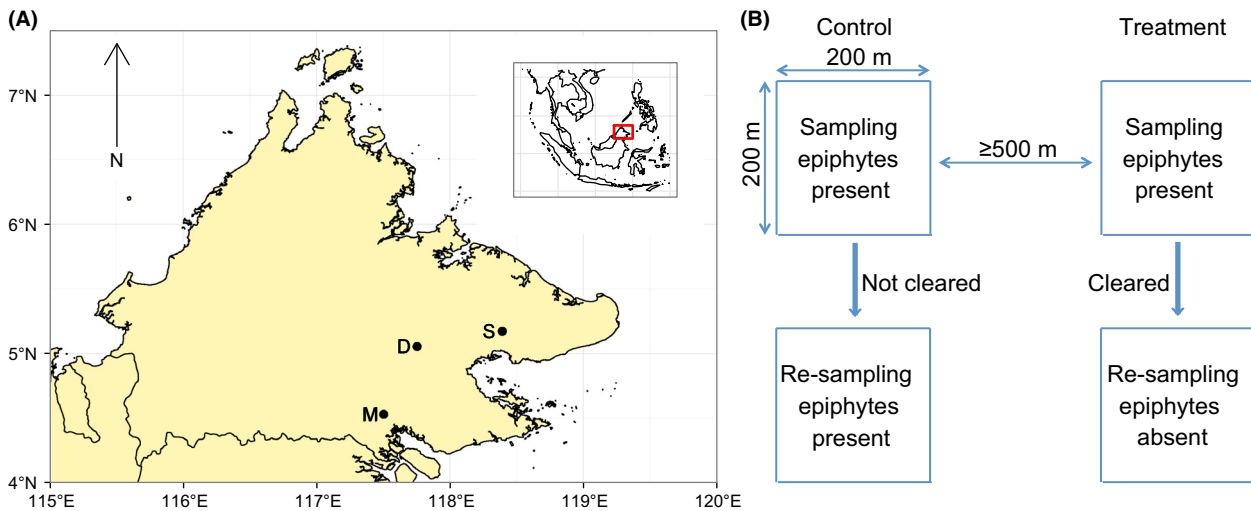 (A)
N
7°N
6°N
5°N
4°N
115°E
116°E
117°E
118°E
119°E
120°E
S
D
M
(B)
Control
Treatment
200 m
200 m
Sampling
epiphytes
present
≥500 m
Sampling
epiphytes
present
Not cleared
Cleared
Re-sampling
epiphytes
present
Re-sampling
epiphytes
absent